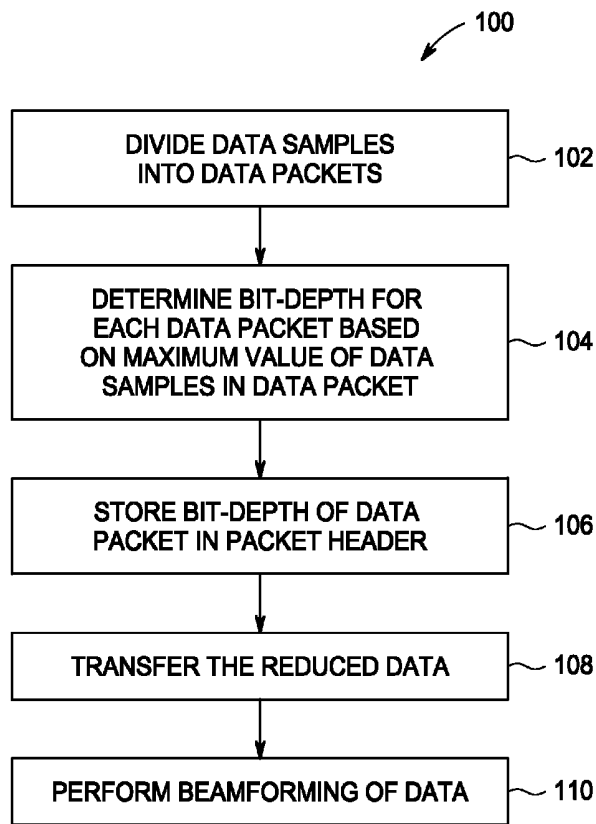 100
DIVIDE DATA SAMPLES
INTO DATA PACKETS
102
DETERMINE BIT-DEPTH FOR
EACH DATA PACKET BASED
ON MAXIMUM VALUE OF DATA
SAMPLES IN DATA PACKET
104
STORE BIT-DEPTH OF DATA
PACKET IN PACKET HEADER
106
TRANSFER THE REDUCED DATA
108
PERFORM BEAMFORMING OF DATA
110